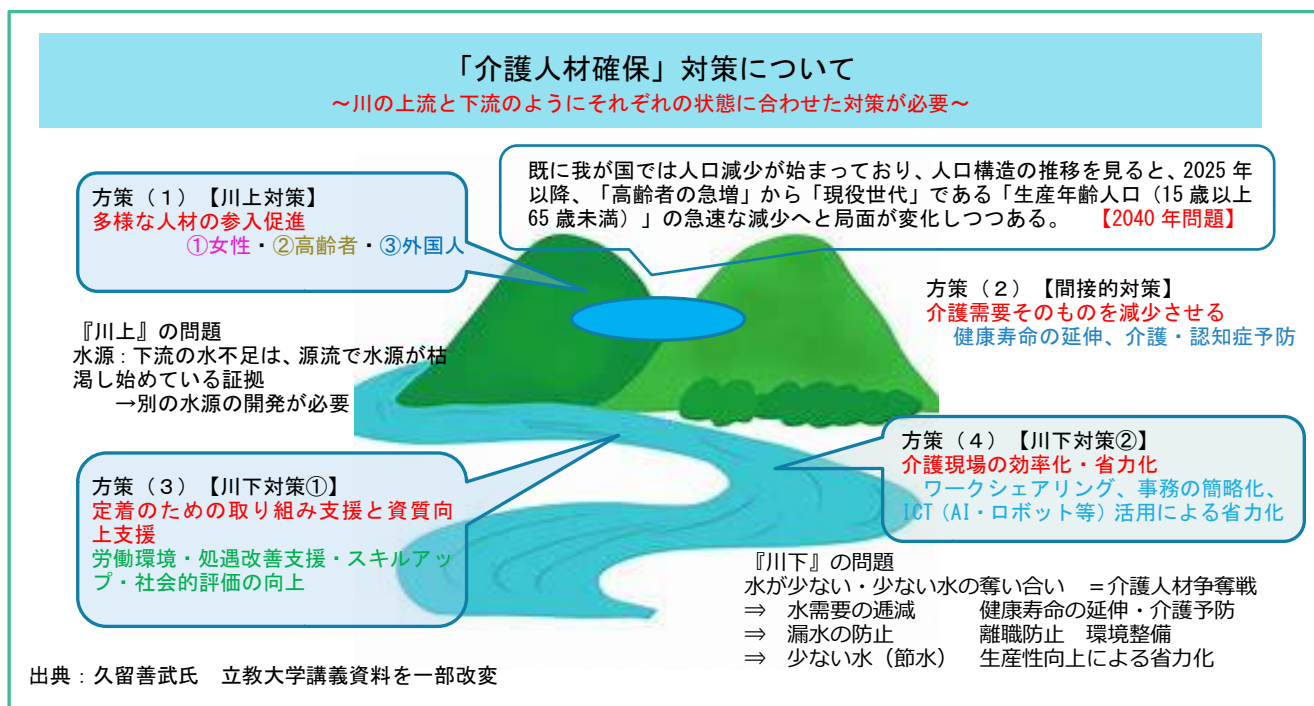 「介護人材確保」対策について
～川の上流と下流のようにそれぞれの状態に合わせた対策が必要～
既に我が国では人口減少が始まっており、人口構造の推移を見ると、2025年
以降、「高齢者の急増」から「現役世代」である「生産年齢人口（15歳以上
65歳未満）」の急速な減少へと局面が変化しつつある。 【2040年問題】
方策（１）【川上対策】
多様な人材の参入促進
①女性・②高齢者・③外国人
『川上』の問題
水源：下流の水不足は、源流で水源が枯
渇し始めている証拠
→別の水源の開発が必要
方策（２）【間接的対策】
介護需要そのものを減少させる
健康寿命の延伸、介護・認知症予防
方策（３）【川下対策①】
定着のための取り組み支援と資質向
上支援
労働環境・処遇改善支援・スキルアッ
プ・社会的評価の向上
方策（４）【川下対策②】
介護現場の効率化・省力化
ワークシェアリング、事務の簡略化、
ICT（AI・ロボット等）活用による省力化
『川下』の問題
水が少ない・少ない水の奪い合い ＝介護人材争奪戦
⇒ 水需要の逓減 健康寿命の延伸・介護予防
⇒ 漏水の防止 離職防止 環境整備
⇒ 少ない水（節水） 生産性向上による省力化
出典：久留善武氏 立教大学講義資料を一部改変